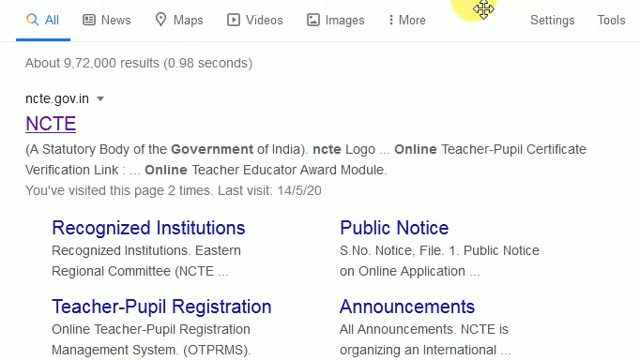 All News Maps Videos Images More Settings Tools
About 9,72,000 results (0.98 seconds)
ncte.gov.in
NCTE
(A Statutory Body of the Government of India). ncte Logo ... Online Teacher-Pupil Certificate
Verification Link : ... Online Teacher Educator Award Module.
You've visited this page 2 times. Last visit: 14/5/20
Recognized Institutions
Recognized Institutions. Eastern
Regional Committee (NCTE ...
Public Notice
S.No. Notice, File. 1. Public Notice
on Online Application ...
Teacher-Pupil Registration
Online Teacher-Pupil Registration
Management System. (OTPRMS).
Announcements
All Announcements. NCTE is
organizing an International ...